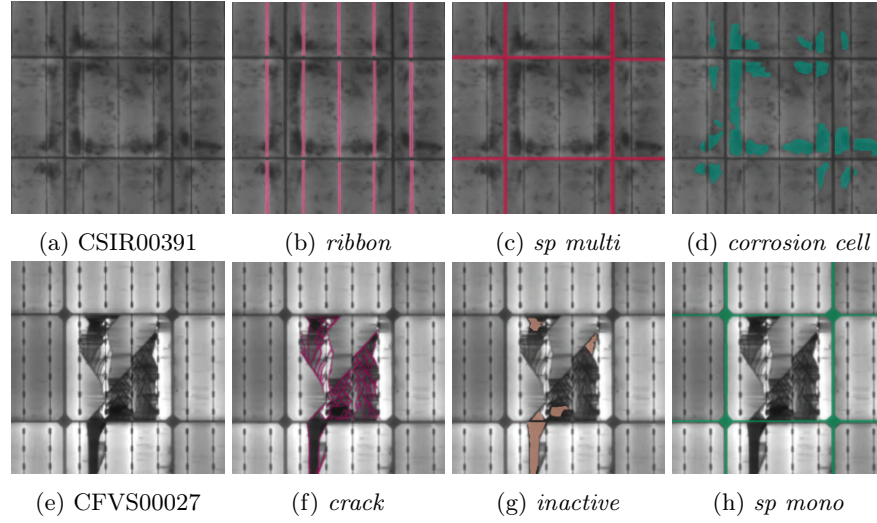 (a) CSIR00391 (b) ribbon (c) sp multi (d) corrosion cell
(e) CFVS00027 (f) crack (g) inactive (h) sp mono